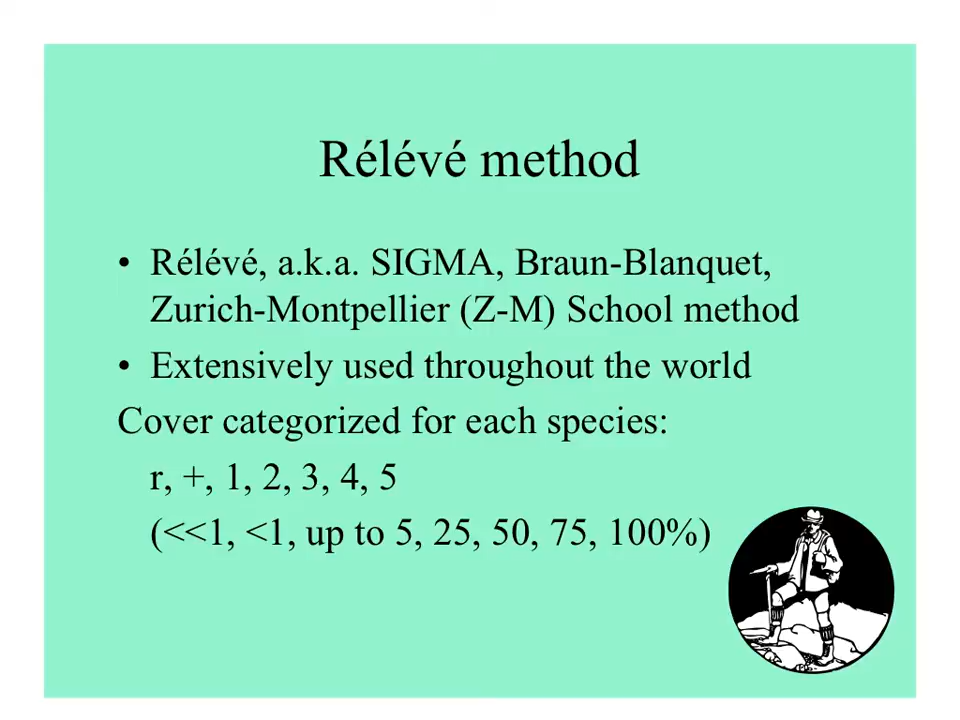 Rélévé method
• Rélévé, a.k.a. SIGMA, Braun-Blanquet,
Zurich-Montpellier (Z-M) School method
• Extensively used throughout the world
Cover categorized for each species:
r, +, 1, 2, 3, 4, 5
(<<1, <1, up to 5, 25, 50, 75, 100%)